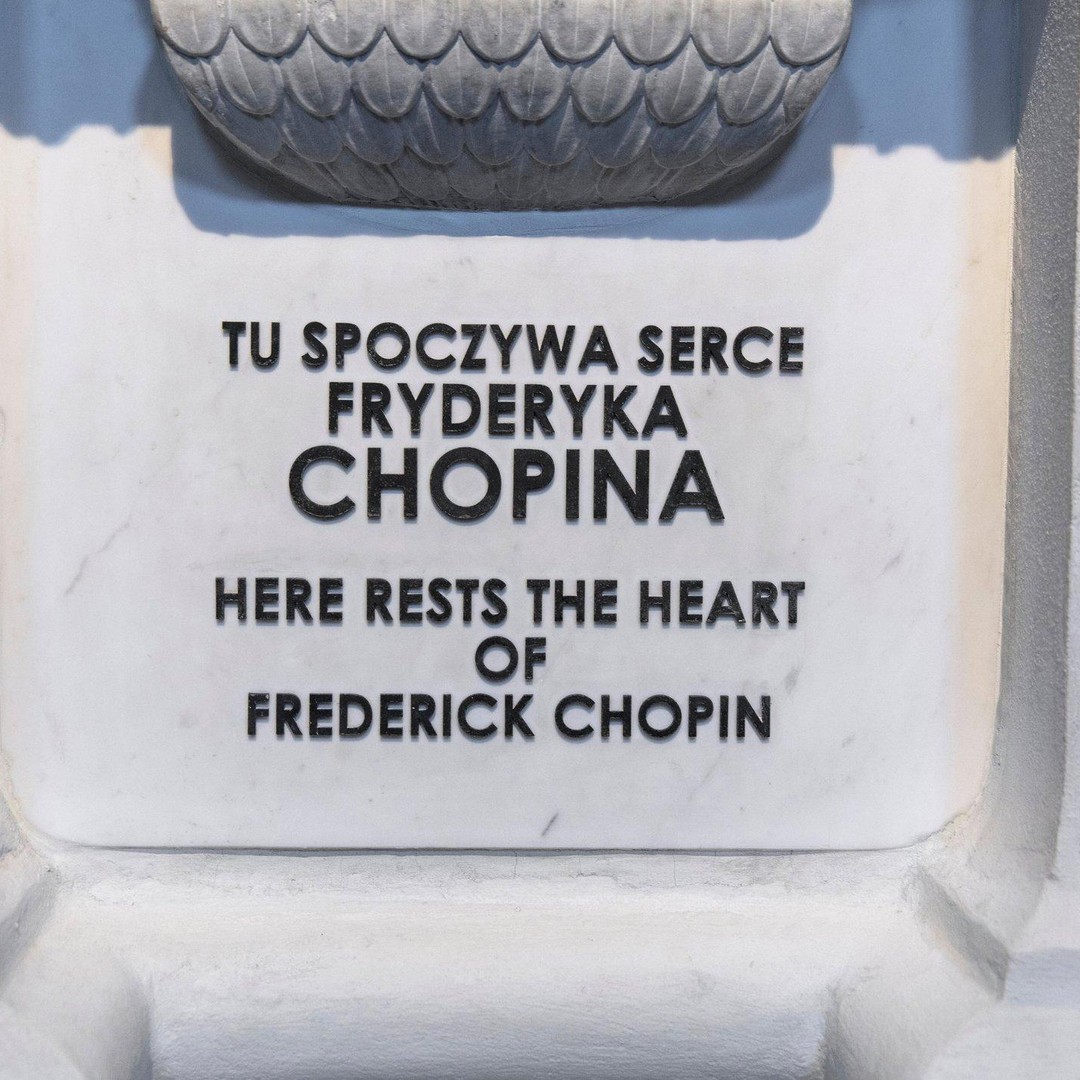 TU SPOCZYWA SERCE
FRYDERYKA
CHOPINA
HERE RESTS THE HEART
OF
FREDERICK CHOPIN